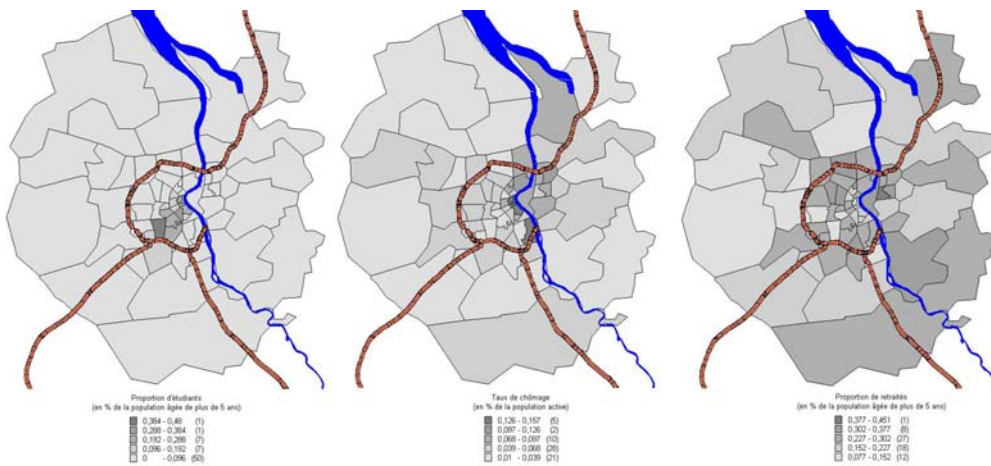 Proportion d'étudiants
(en % de la population âgée de plus de 5 ans)
0,384 - 0,48 (1)
0,288 - 0,384 (1)
0,192 - 0,288 (7)
0,096 - 0,192 (7)
0 - 0,096 (50)
Taux de chômage
(en % de la population active)
0,126 - 0,157 (5)
0,097 - 0,126 (2)
0,068 - 0,097 (10)
0,039 - 0,068 (28)
0,01 - 0,039 (21)
Proportion de retraités
(en % de la population âgée de plus de 5 ans)
0,377 - 0,451 (1)
0,302 - 0,377 (8)
0,227 - 0,302 (27)
0,152 - 0,227 (18)
0,077 - 0,152 (12)